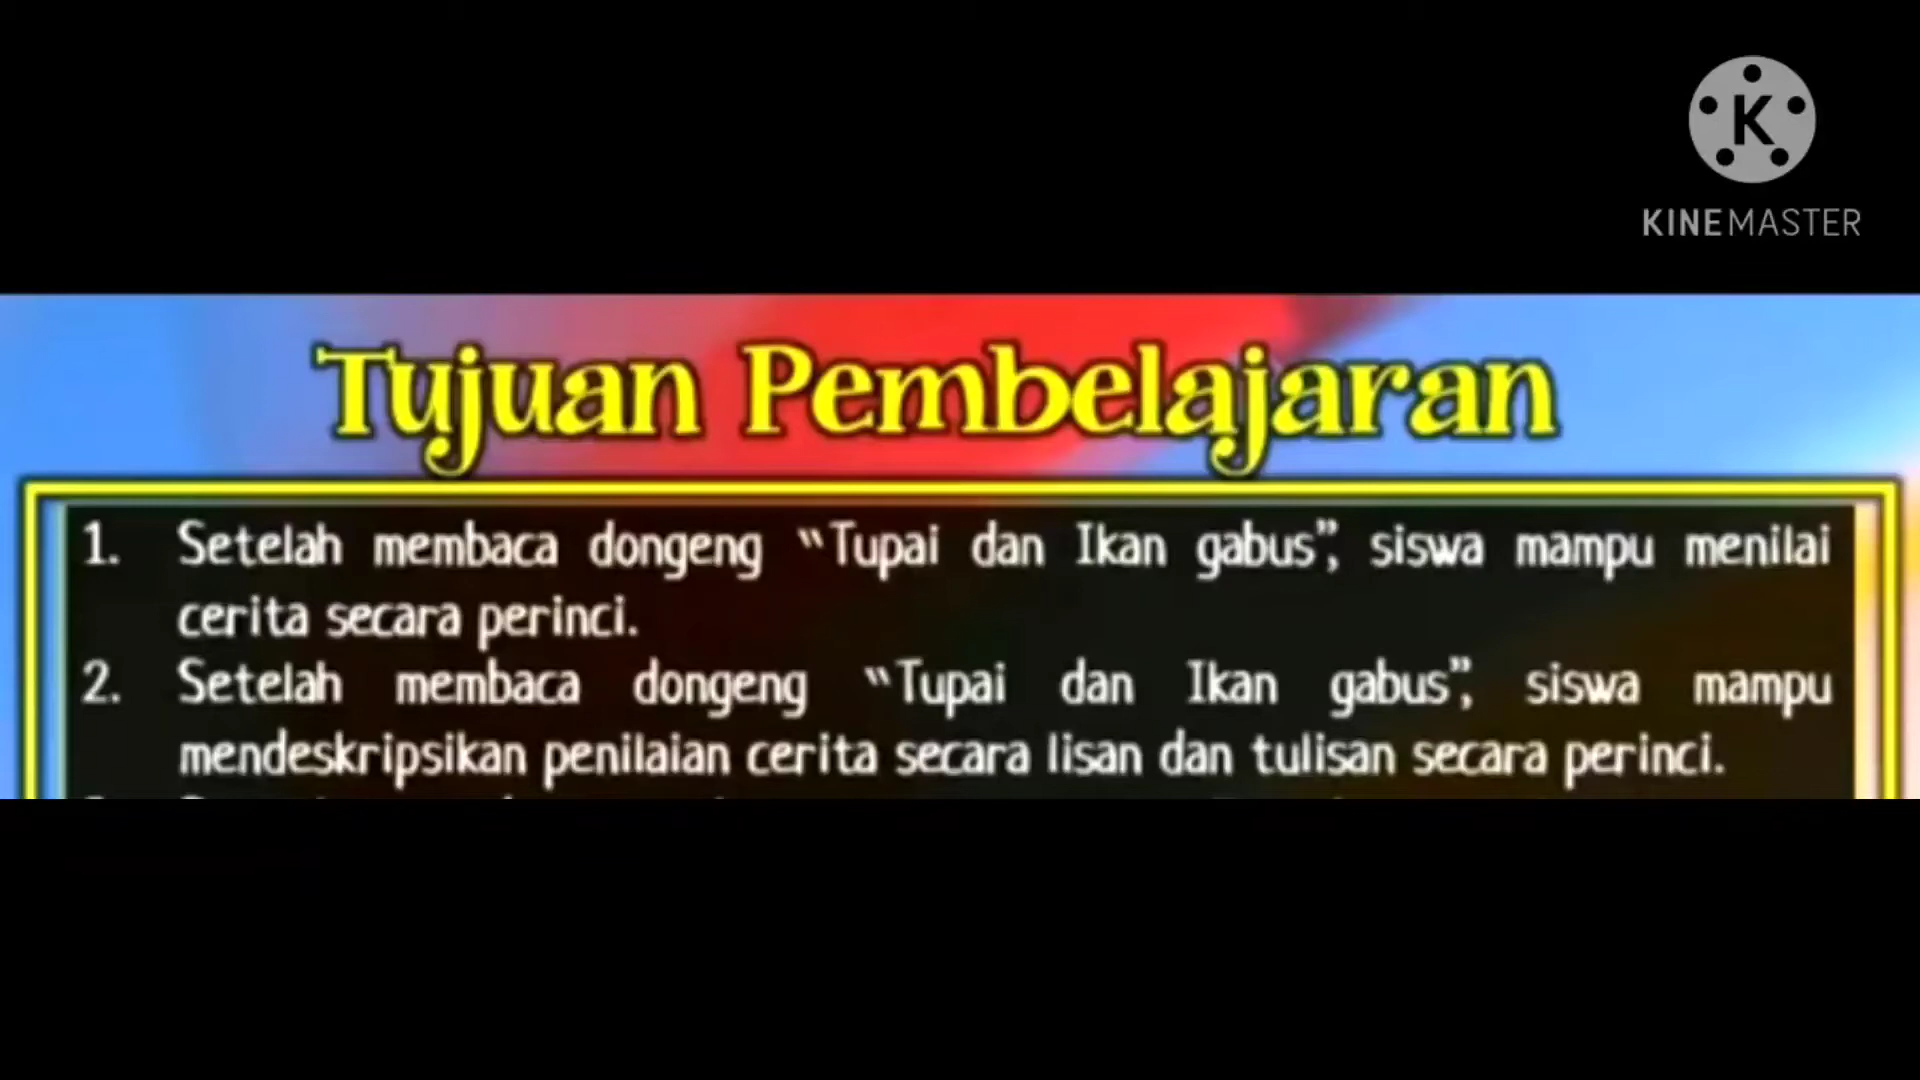 KINEMASTER
Tujuan Pembelajaran
1. Setelah membaca dongeng “Tupai dan Ikan gabus”, siswa mampu menilai
cerita secara perinci.
2. Setelah membaca dongeng “Tupai dan Ikan gabus”, siswa mampu
mendeskripsikan penilaian cerita secara lisan dan tulisan secara perinci.